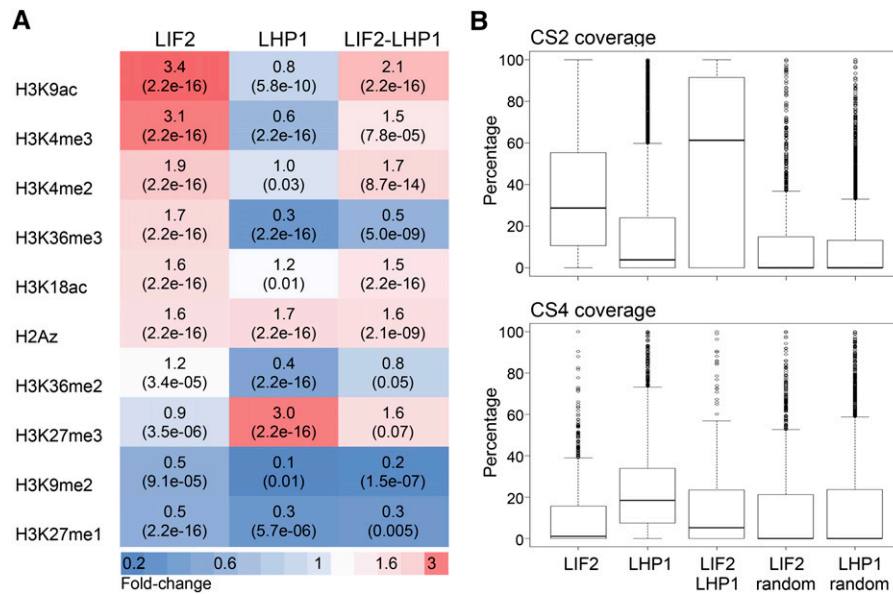 A
LIF2 LHP1 LIF2-LHP1
H3K9ac 3.4 0.8 2.1
(2.2e-16) (5.8e-10) (2.2e-16)
H3K4me3 3.1 0.6 1.5
(2.2e-16) (2.2e-16) (7.8e-05)
H3K4me2 1.9 1.0 1.7
(2.2e-16) (0.03) (8.7e-14)
H3K36me3 1.7 0.3 0.5
(2.2e-16) (2.2e-16) (5.0e-09)
H3K18ac 1.6 1.2 1.5
(2.2e-16) (0.01) (2.2e-16)
H2Az 1.6 1.7 1.6
(2.2e-16) (2.2e-16) (2.1e-09)
H3K36me2 1.2 0.4 0.8
(3.4e-05) (2.2e-16) (0.05)
H3K27me3 0.9 3.0 1.6
(3.5e-06) (2.2e-16) (0.07)
H3K9me2 0.5 0.1 0.2
(9.1e-05) (0.01) (1.5e-07)
H3K27me1 0.5 0.3 0.3
(2.2e-16) (5.7e-06) (0.005)
0.2 0.6 1 1.6 3
Fold-change
B
CS2 coverage
Percentage
100
80
60
40
20
0
CS4 coverage
Percentage
100
80
60
40
20
0
LIF2 LHP1 LIF2 LIF2 LHP1
LHP1 random random